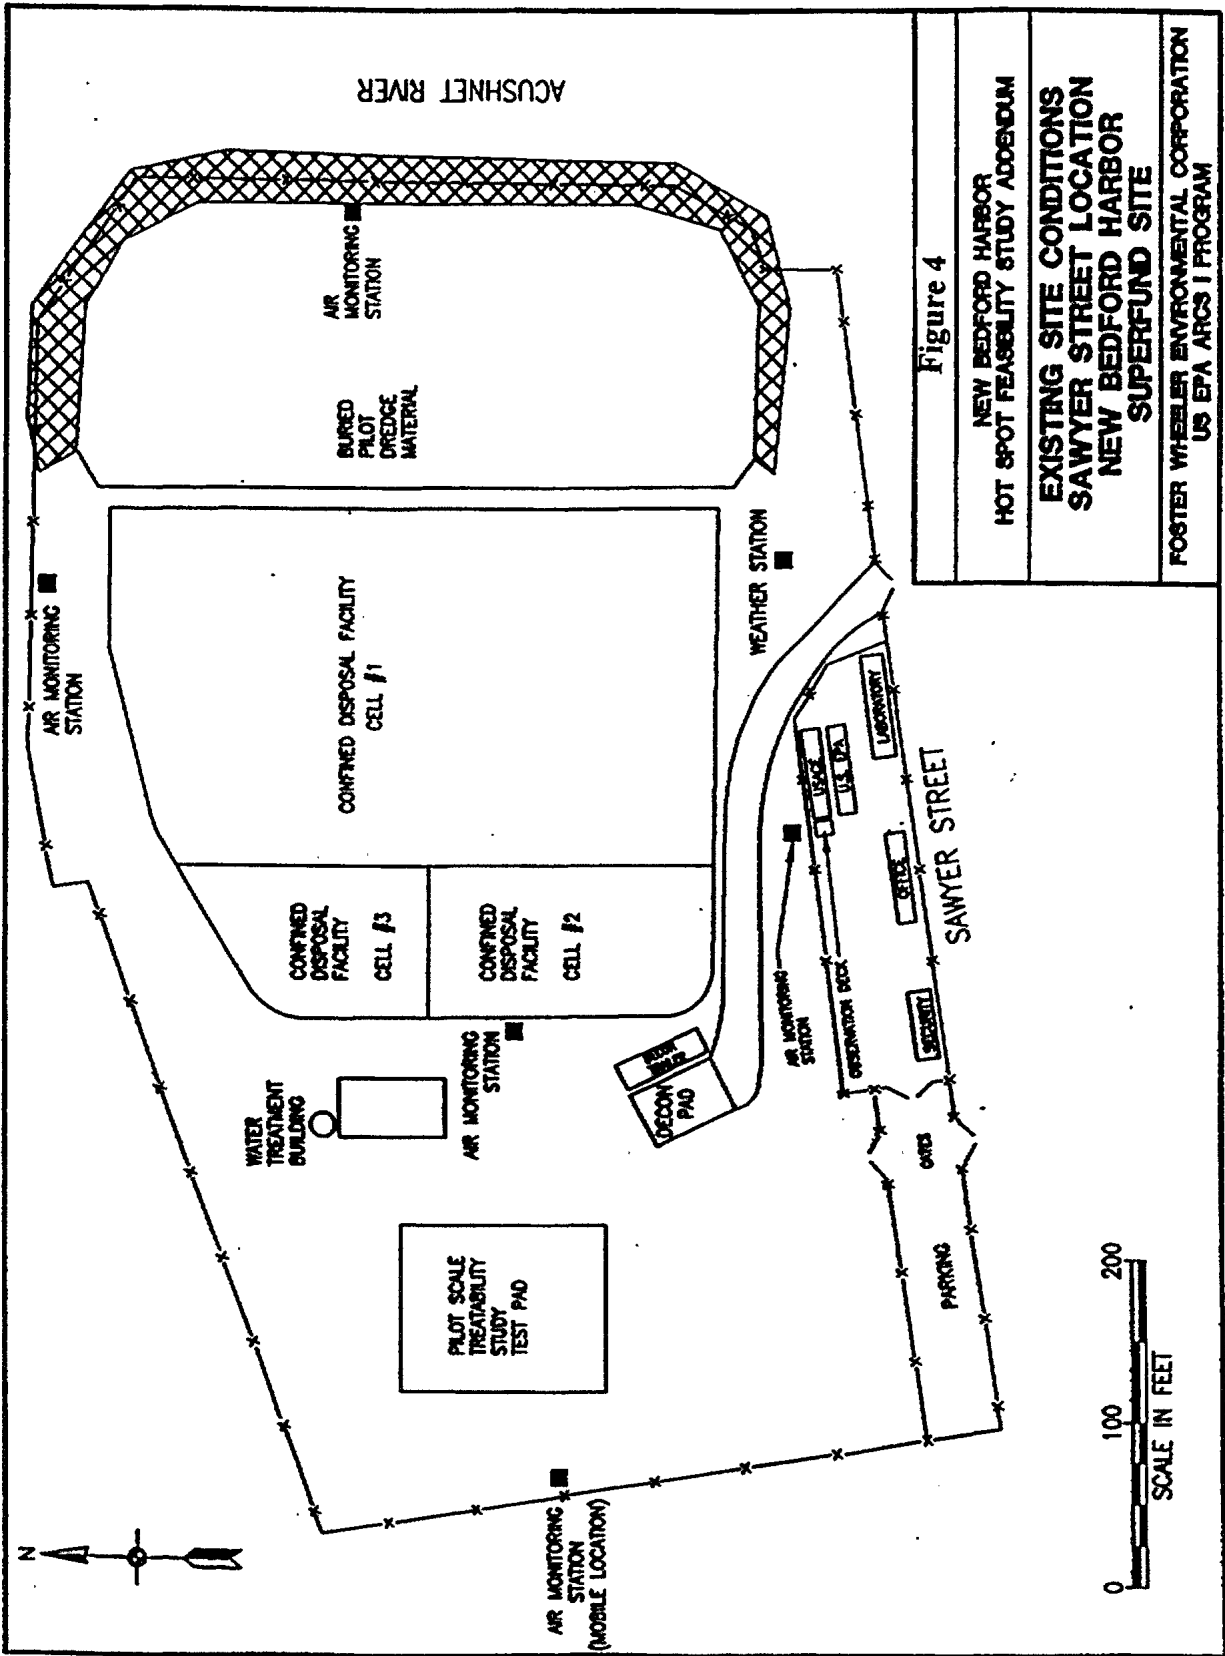 N
ACUSHNET RIVER
AIR MONITORING
STATION
AIR
MONITORING
STATION
BURIED
PILOT
DREDGE
MATERIAL
CONFINED DISPOSAL FACILITY
CELL #1
CONFINED
DISPOSAL
FACILITY
CELL #3
CONFINED
DISPOSAL
FACILITY
CELL #2
WATER
TREATMENT
BUILDING
AIR MONITORING
STATION
PILOT SCALE
TREATABILITY
STUDY
TEST PAD
AIR MONITORING
STATION
(MOBILE LOCATION)
DECON
PAD
WEATHER STATION
AIR MONITORING
STATION
OBSERVATION DECK
USACE
U.S. EPA
LABORATORY
OFFICE
SECURITY
SAWYER STREET
GATES
PARKING
0
100
200
SCALE IN FEET
Figure 4
NEW BEDFORD HARBOR
HOT SPOT FEASIBILITY STUDY ADDENDUM
EXISTING SITE CONDITIONS
SAWYER STREET LOCATION
NEW BEDFORD HARBOR
SUPERFUND SITE
FOSTER WHEELER ENVIRONMENTAL CORPORATION
US EPA ARCS I PROGRAM